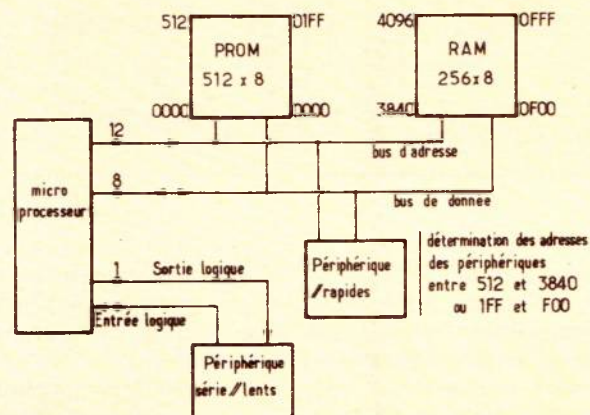 512
01FF
PROM
512 x 8
0000
0000
4096
0FFF
RAM
256x8
3840
0F00
12
bus d'adresse
8
bus de donnee
micro
processeur
1
Sortie logique
Entrée logique
Périphérique
//rapides
Périphérique
série//lents
détermination des adresses
des périphériques
entre 512 et 3840
ou 1FF et F00